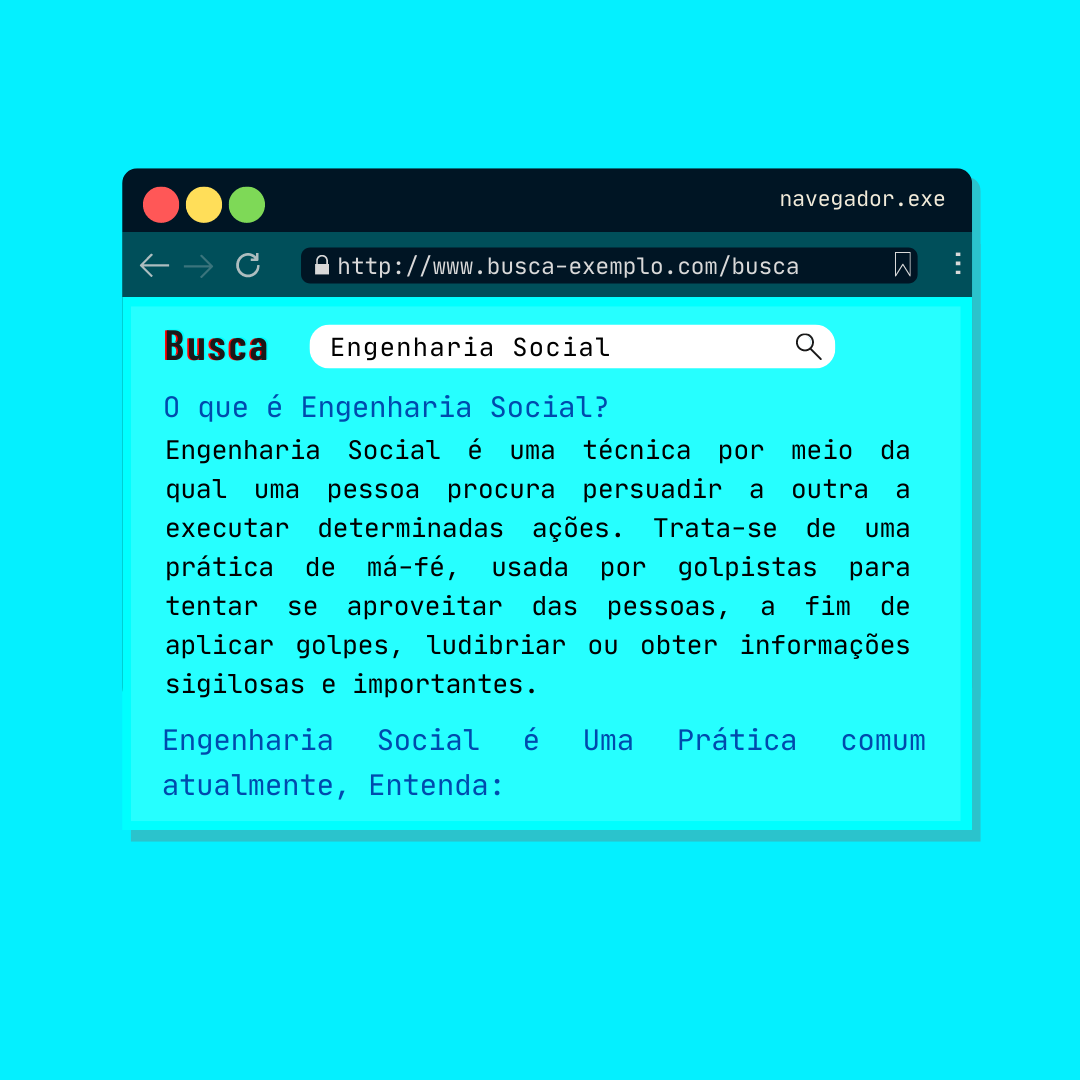 navegador.exe
http://www.busca-exemplo.com/busca
Busca
Engenharia Social
O que é Engenharia Social?
Engenharia Social é uma técnica por meio da
qual uma pessoa procura persuadir a outra a
executar determinadas ações. Trata-se de uma
prática de má-fé, usada por golpistas para
tentar se aproveitar das pessoas, a fim de
aplicar golpes, ludibriar ou obter informações
sigilosas e importantes.
Engenharia Social é Uma Prática comum
atualmente, Entenda: